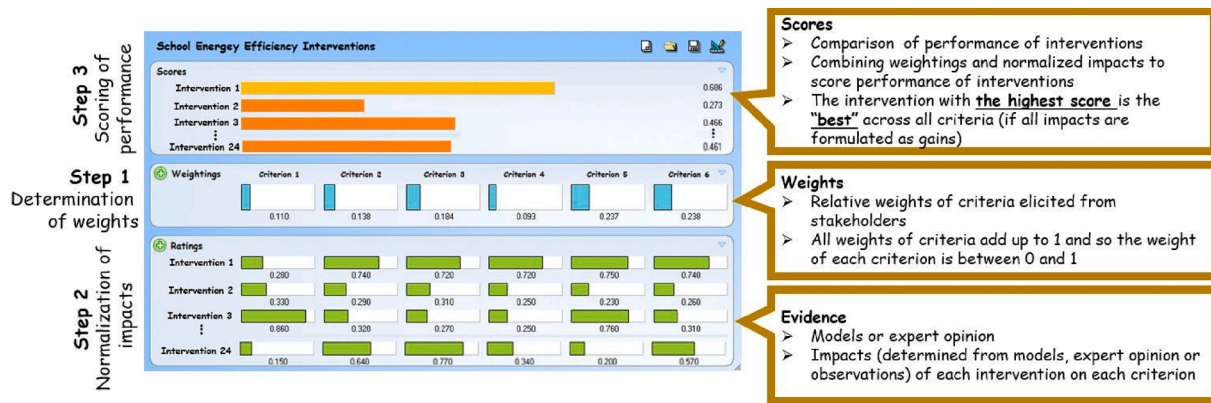 Step 3
Scoring of
performance
School Energey Efficiency Interventions
Scores
Intervention 1 0.686
Intervention 2 0.273
Intervention 3 0.466
Intervention 24 0.461
Scores
➢ Comparison of performance of interventions
➢ Combining weightings and normalized impacts to
score performance of interventions
➢ The intervention with the highest score is the
"best" across all criteria (if all impacts are
formulated as gains)
Step 1
Determination
of weights
Weightings Criterion 1 Criterion 2 Criterion 3 Criterion 4 Criterion 5 Criterion 6
0.110 0.138 0.184 0.093 0.237 0.238
Weights
➢ Relative weights of criteria elicited from
stakeholders
➢ All weights of criteria add up to 1 and so the weight
of each criterion is between 0 and 1
Step 2
Normalization of
impacts
Ratings
Intervention 1
0.280 0.740 0.720 0.720 0.750 0.740
Intervention 2
0.330 0.290 0.310 0.250 0.230 0.260
Intervention 3
0.860 0.320 0.270 0.250 0.760 0.310
Intervention 24
0.150 0.640 0.770 0.340 0.200 0.570
Evidence
➢ Models or expert opinion
➢ Impacts (determined from models, expert opinion or
observations) of each intervention on each criterion